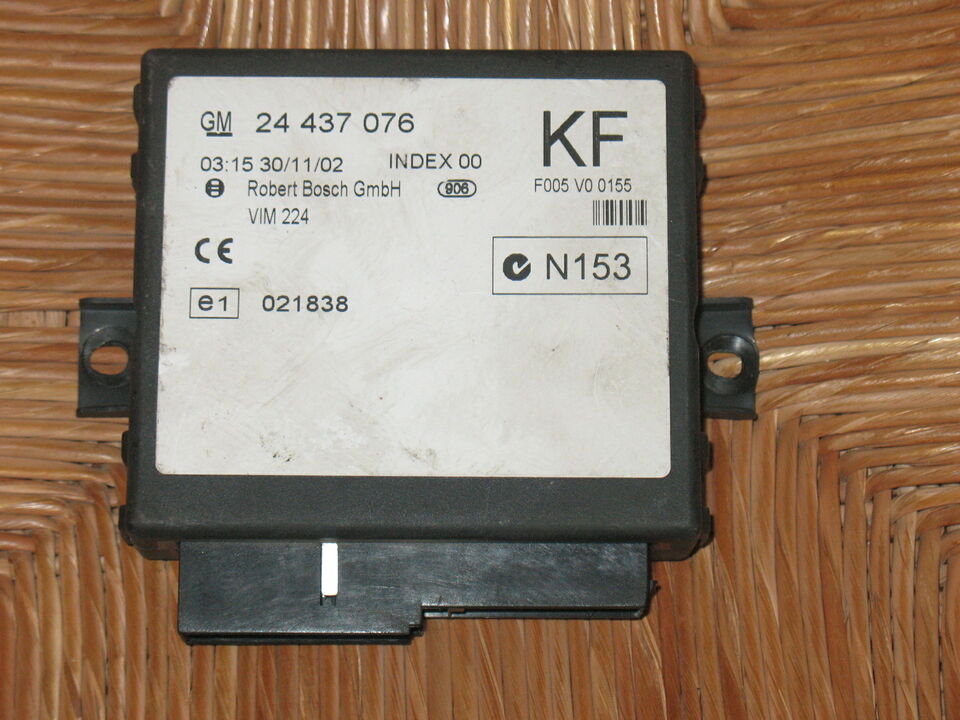 GM 24 437 076
KF
03:15 30/11/02 INDEX 00
Robert Bosch GmbH 906
F005 V0 0155
VIM 224
CE
N153
e1 021838